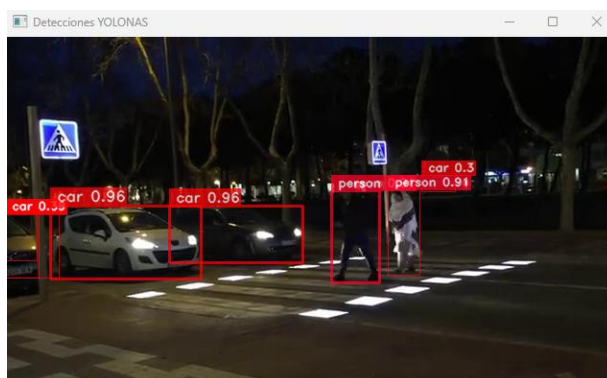 Detecciones YOLONAS
car 0.96
car 0.96
person
person 0.91
car 0.3